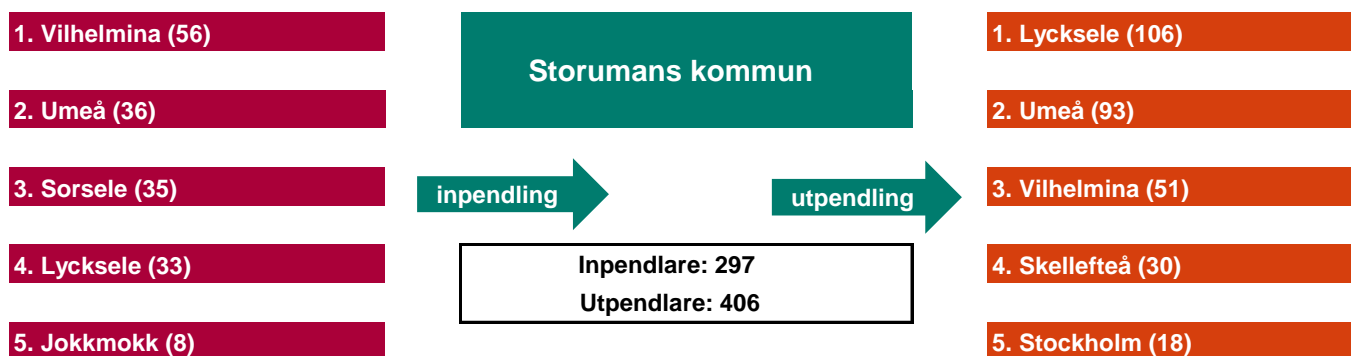 1. Vilhelmina (56)
2. Umeå (36)
3. Sorsele (35)
4. Lycksele (33)
5. Jokkmokk (8)
Storumans kommun
inpendling
utpendling
Inpendlare: 297
Utpendlare: 406
1. Lycksele (106)
2. Umeå (93)
3. Vilhelmina (51)
4. Skellefteå (30)
5. Stockholm (18)